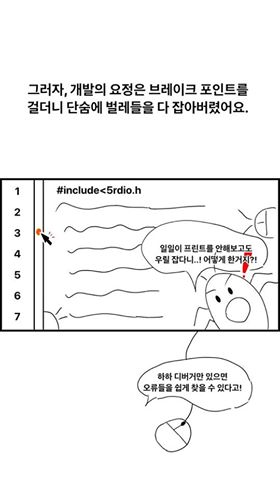 그러자, 개발의 요정은 브레이크 포인트를
걸더니 단숨에 벌레들을 다 잡아버렸어요.
1
#include<5rdio.h
2
3
4
5
6
7
일일이 프린트를 안해보고도
우릴 잡다니..! 어떻게 한거지?!
하하 디버거만 있으면
오류들을 쉽게 찾을 수 있다고!